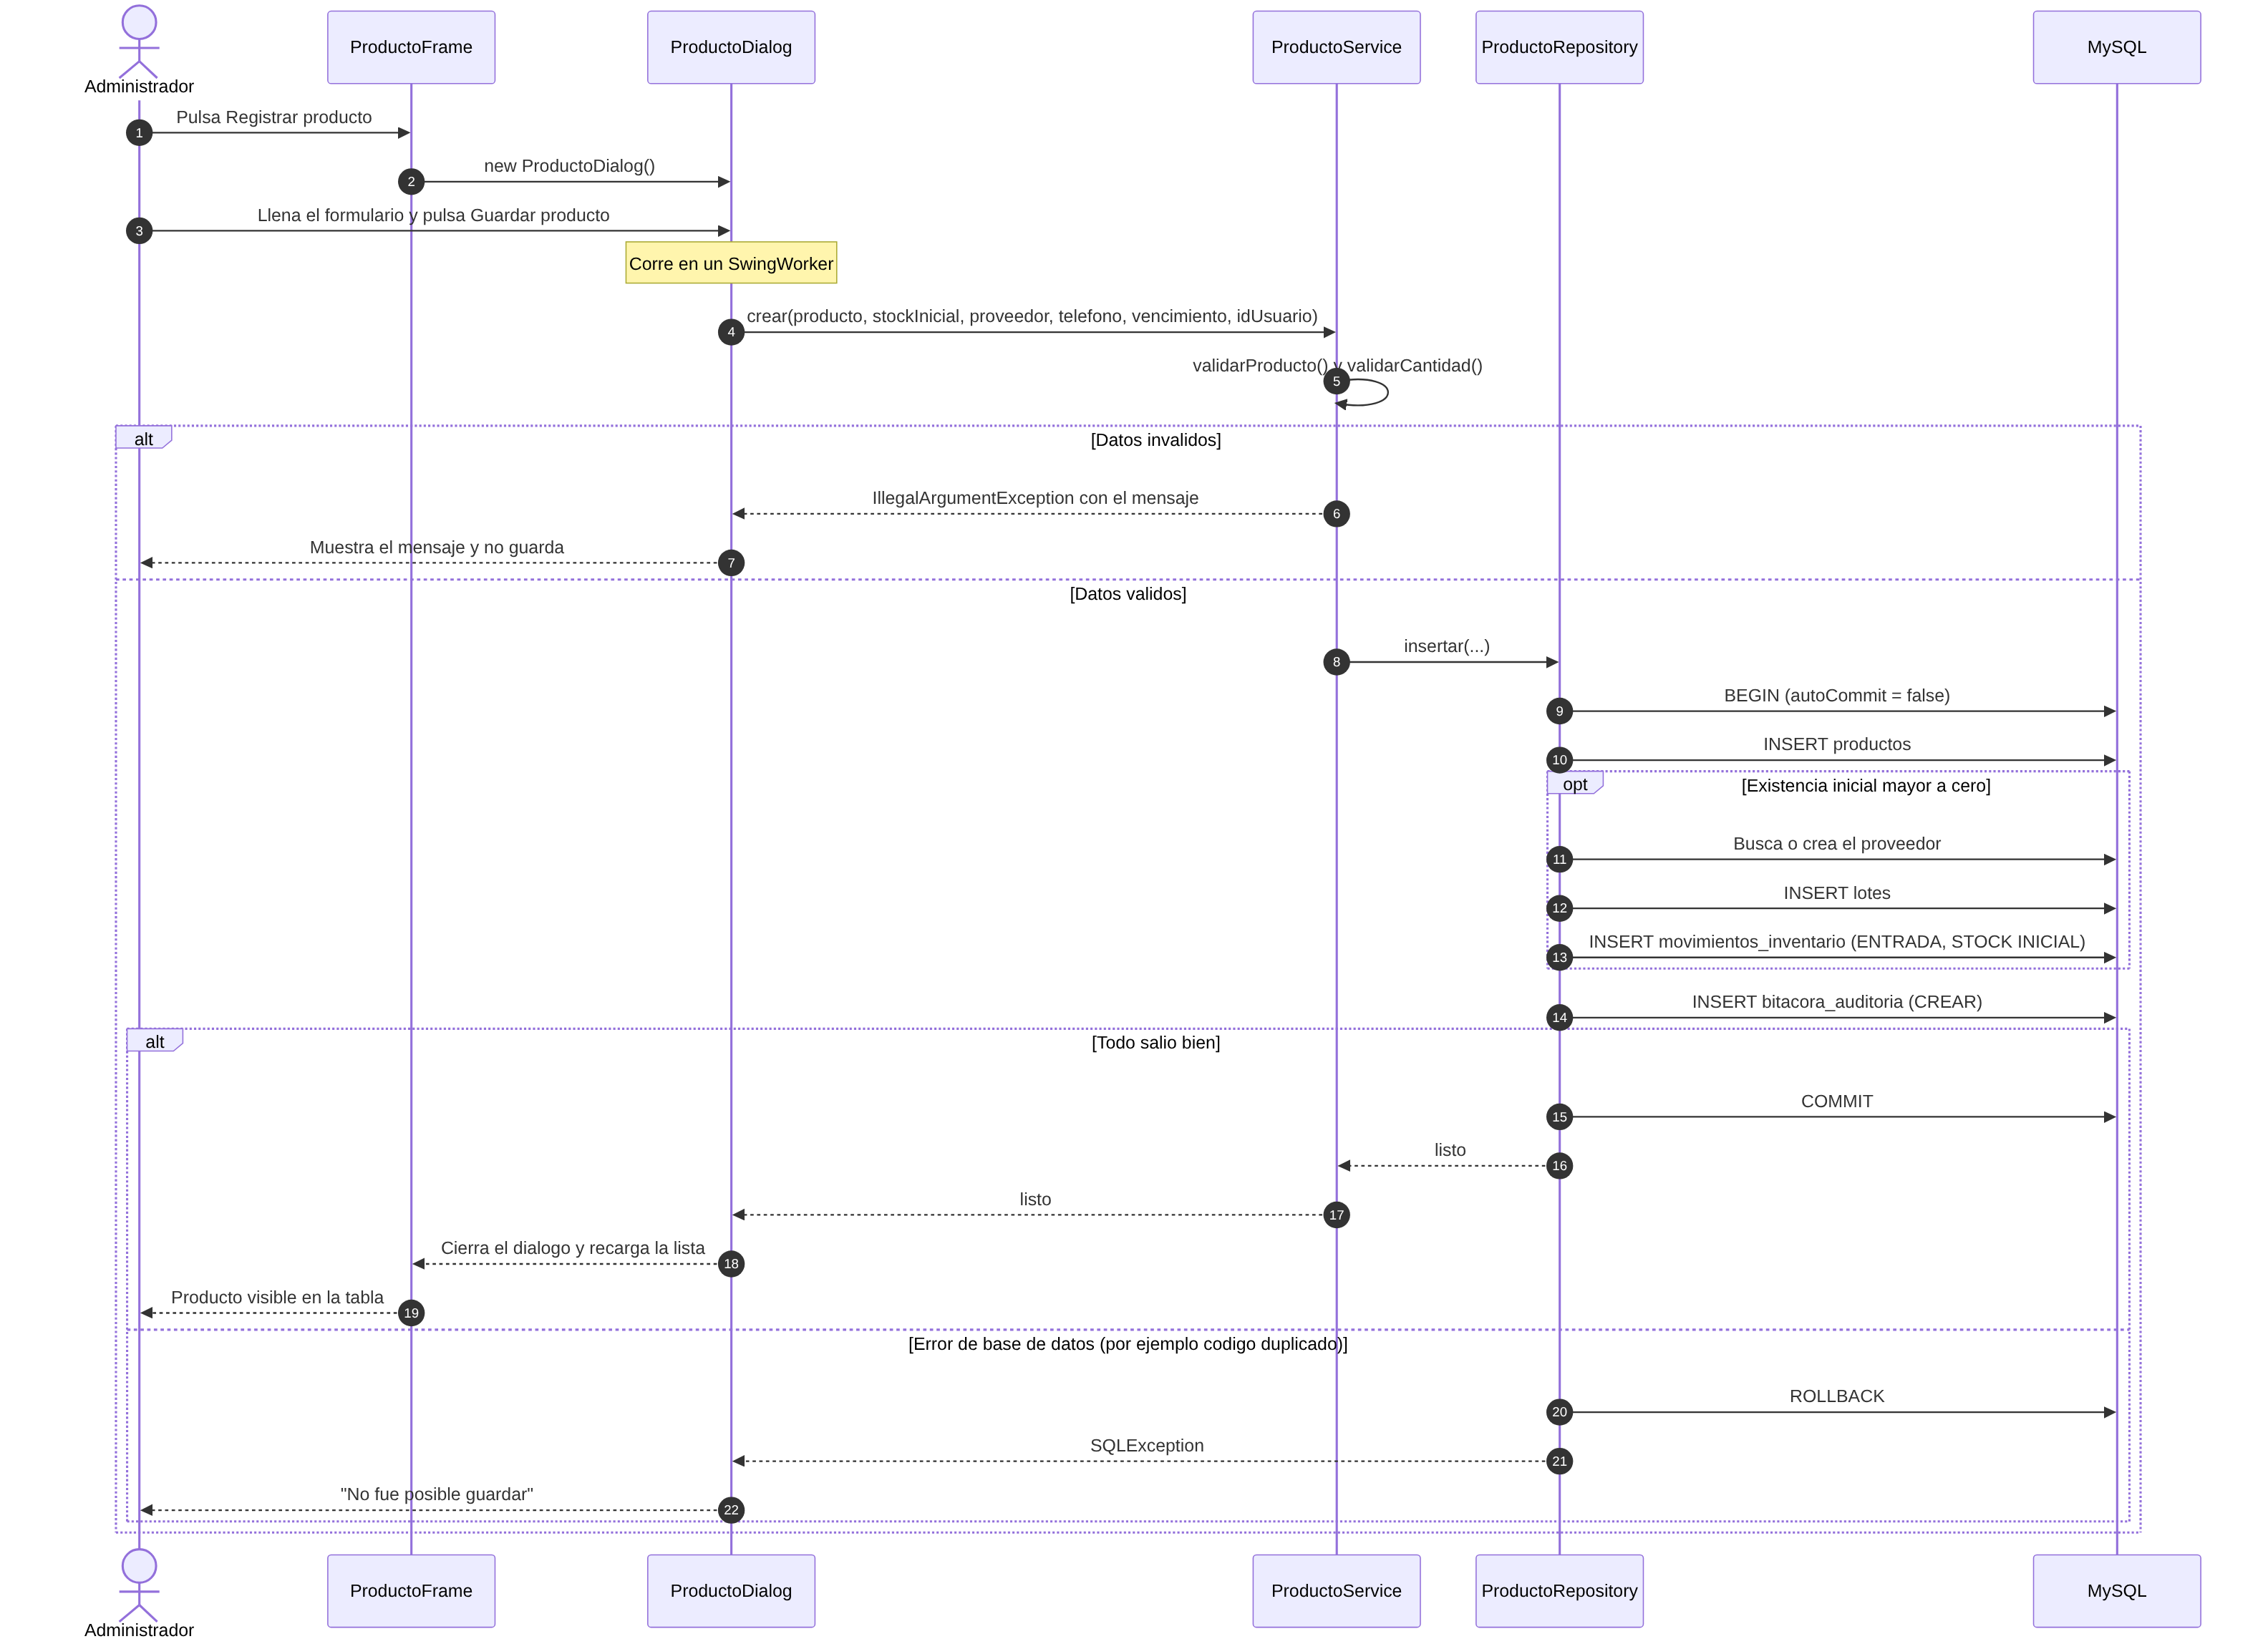 Administrador
ProductoFrame
ProductoDialog
ProductoService
ProductoRepository
MySQL
1
Pulsa Registrar producto
2
new ProductoDialog()
3
Llena el formulario y pulsa Guardar producto
Corre en un SwingWorker
4
crear(producto, stockInicial, proveedor, telefono, vencimiento, idUsuario)
5
validarProducto() y validarCantidad()
alt
[Datos invalidos]
6
IllegalArgumentException con el mensaje
7
Muestra el mensaje y no guarda
[Datos validos]
8
insertar(...)
9
BEGIN (autoCommit = false)
10
INSERT productos
opt
[Existencia inicial mayor a cero]
11
Busca o crea el proveedor
12
INSERT lotes
13
INSERT movimientos_inventario (ENTRADA, STOCK INICIAL)
14
INSERT bitacora_auditoria (CREAR)
alt
[Todo salio bien]
15
COMMIT
16
listo
17
listo
18
Cierra el dialogo y recarga la lista
19
Producto visible en la tabla
[Error de base de datos (por ejemplo codigo duplicado)]
20
ROLLBACK
21
SQLException
22
"No fue posible guardar"
Administrador
ProductoFrame
ProductoDialog
ProductoService
ProductoRepository
MySQL